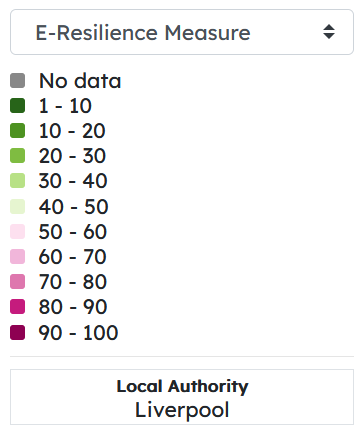 E-Resilience Measure
No data
1 - 10
10 - 20
20 - 30
30 - 40
40 - 50
50 - 60
60 - 70
70 - 80
80 - 90
90 - 100
Local Authority
Liverpool